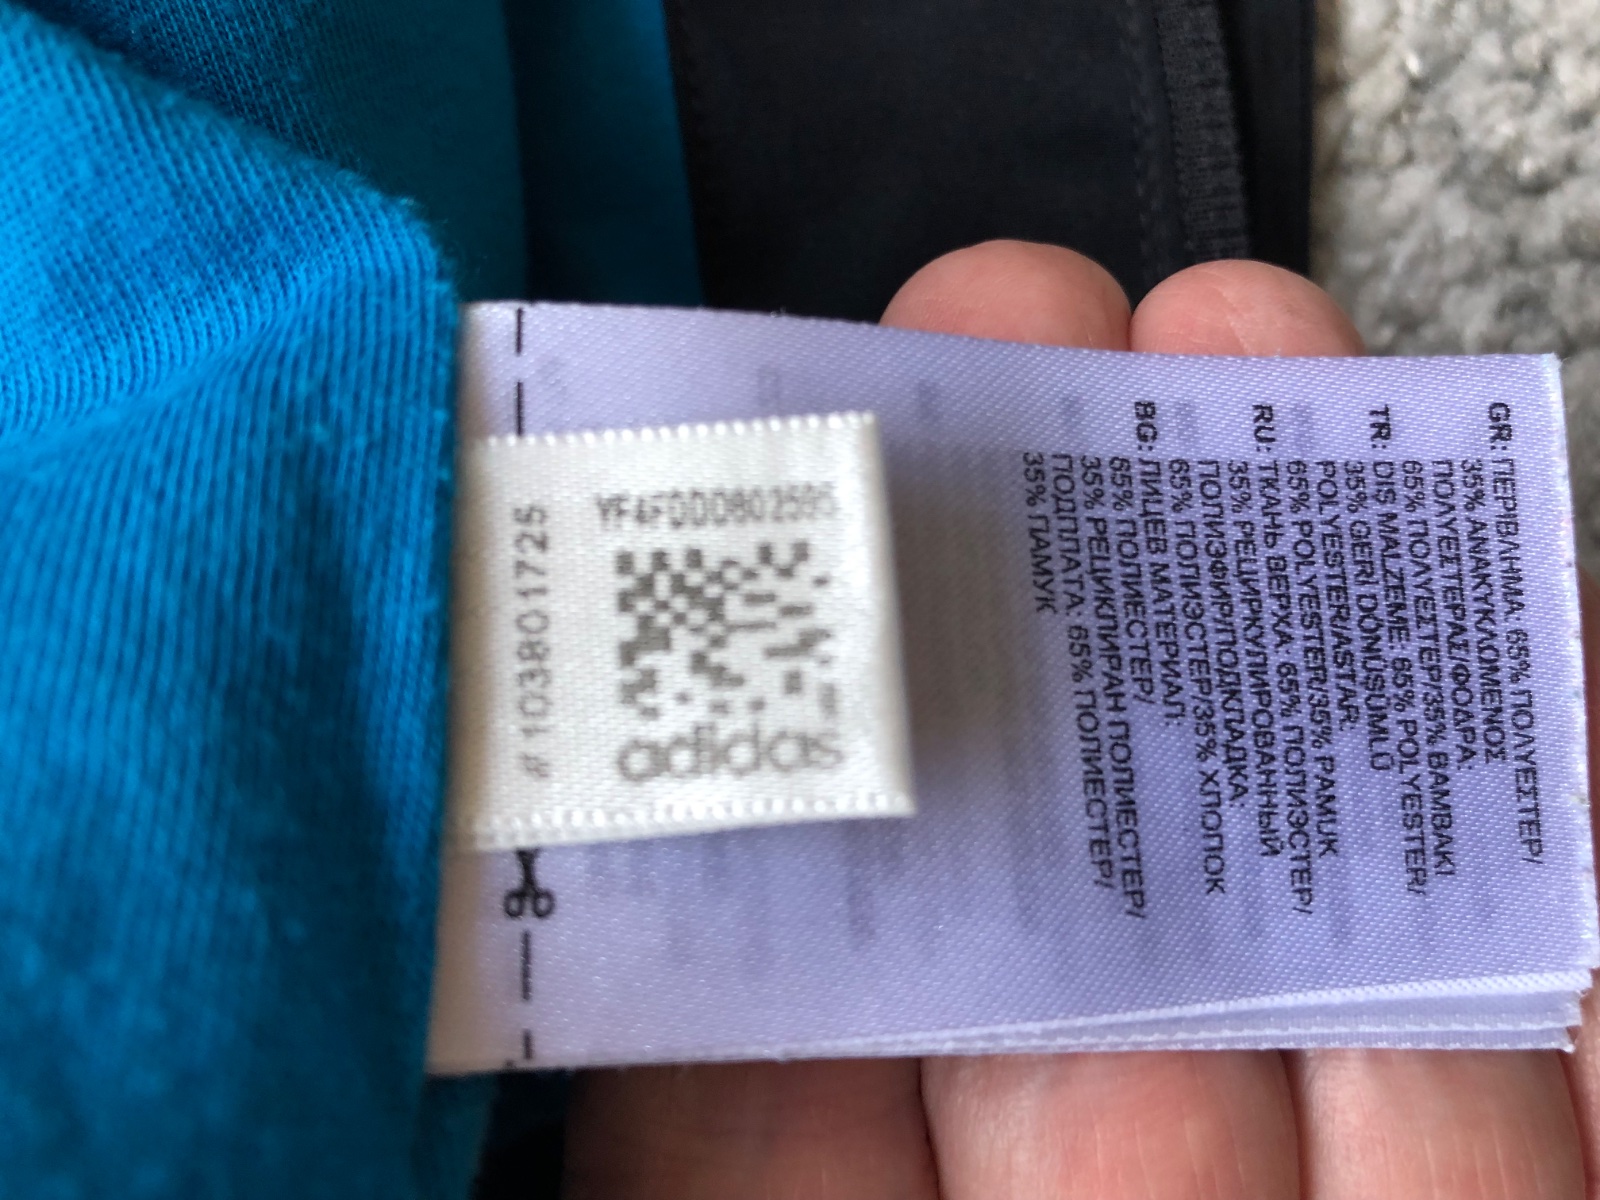 #103801725
YF4FDDD802505
adidas
GR: ΠΕΡΙΒΛΗΜΑ: 65% ΠΟΛΥΕΣΤΕΡ/
35% ΑΝΑΚΥΚΛΩΜΕΝΟΣ
ΠΟΛΥΕΣΤΕΡΑΣ/ΦΟΔΡΑ:
65% ΠΟΛΥΕΣΤΕΡ/35% ΒΑΜΒΑΚΙ
TR: DIS MALZEME: 65% POLYESTER/
35% GERİ DÖNÜŞÜMLÜ
POLYESTER/ASTAR:
65% POLYESTER/35% PAMUK
RU: ТКАНЬ ВЕРХА: 65% ПОЛИЭСТЕР/
35% РЕЦИРКУЛИРОВАННЫЙ
ПОЛИЭФИР/ПОДКЛАДКА:
65% ПОЛИЭСТЕР/35% ХЛОПОК
BG: ЛИЦЕВ МАТЕРИАЛ:
65% ПОЛИЕСТЕР/
35% РЕЦИКЛИРАН ПОЛИЕСТЕР/
ПОДПЛАТА: 65% ПОЛИЕСТЕР/
35% ПАМУК